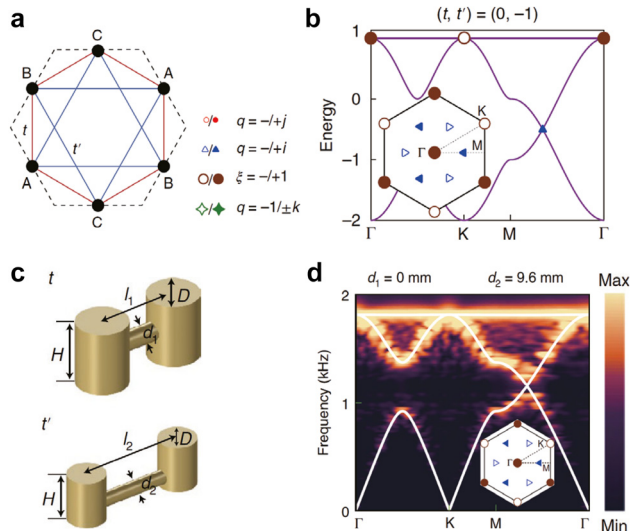 a
C
B
A
t
t'
A
B
C
○/● q = −/+j
△/▲ q = −/+i
○/● ξ = −/+1
q = −1/±k
b
(t, t') = (0, −1)
Energy
1
0
−1
−2
Γ
K
M
Γ
K
Γ
M
c
t
l1
D
H
d1
t'
l2
D
H
d2
d
d1 = 0 mm
d2 = 9.6 mm
Frequency (kHz)
2
1
0
Γ
K
M
Γ
K
Γ
M
Max
Min